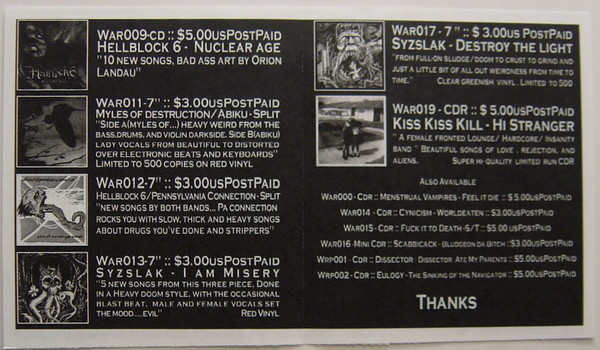 WAR009-CD :: $5.00USPOSTPAID
HELLBLOCK 6 - NUCLEAR AGE
"10 NEW SONGS, BAD ASS ART BY ORION
LANDAU"
WAR011-7" :: $3.00USPOSTPAID
MYLES OF DESTRUCTION/ABIKU - SPLIT
"SIDE A(MYLES OF...) HEAVY WEIRD FROM THE
BASS,DRUMS, AND VIOLIN DARKSIDE. SIDE B(ABIKU)
LADY VOCALS FROM BEAUTIFUL TO DISTORTED
OVER ELECTRONIC BEATS AND KEYBOARDS"
LIMITED TO 500 COPIES ON RED VINYL
WAR012-7" :: $3.00USPOSTPAID
HELLBLOCK 6/PENNSYLVANIA CONNECTION - SPLIT
"NEW SONGS BY BOTH BANDS... PA CONNECTION
ROCKS YOU WITH SLOW, THICK AND HEAVY SONGS
ABOUT DRUGS YOU'VE DONE AND STRIPPERS"
WAR013-7" :: $3.00USPOSTPAID
SYZSLAK - I AM MISERY
"5 NEW SONGS FROM THIS THREE PIECE. DONE
IN A HEAVY DOOM STYLE, WITH THE OCCASIONAL
BLAST BEAT. MALE AND FEMALE VOCALS SET
THE MOOD.....EVIL" RED VINYL
WAR017 - 7 " :: $ 3.00US POSTPAID
SYZSLAK - DESTROY THE LIGHT
"FROM FULL-ON SLUDGE/DOOM TO CRUST TO GRIND AND
JUST A LITTLE BIT OF ALL OUT WEIRDNESS FROM TIME TO
TIME." CLEAR GREENISH VINYL. LIMITED TO 500
WAR019 - CDR :: $ 5.00USPOSTPAID
KISS KISS KILL - HI STRANGER
" A FEMALE FRONTED LOUNGE/ HARDCORE/ INSANITY
BAND " BEAUTIFUL SONGS OF LOVE , REJECTION, AND
ALIENS. SUPER HI-QUALITY LIMITED RUN CDR
ALSO AVAILABLE
WAR000 - CDR :: MENSTRUAL VAMPIRES - FEEL IT DIE :: $5.00USPOSTPAID
WAR014 - CDR :: CYNICISM - WORLDEATEN :: $3.00USPOSTPAID
WAR015 - CDR :: FUCK IT TO DEATH -S/T :: $5.00 USPOSTPAID
WAR016-MINI CDR :: SCABBICACK - BLUDGEON DA BITCH ::$3.00USPOSTPAID
WRP001 - CDR :: DISSECTOR - DISSECTOR ATE MY PARENTS :: $5.00USPOSTPAID
WRP002 - CDR :: EULOGY - THE SINKING OF THE NAVIGATOR :: $5.00USPOSTPAID
THANKS